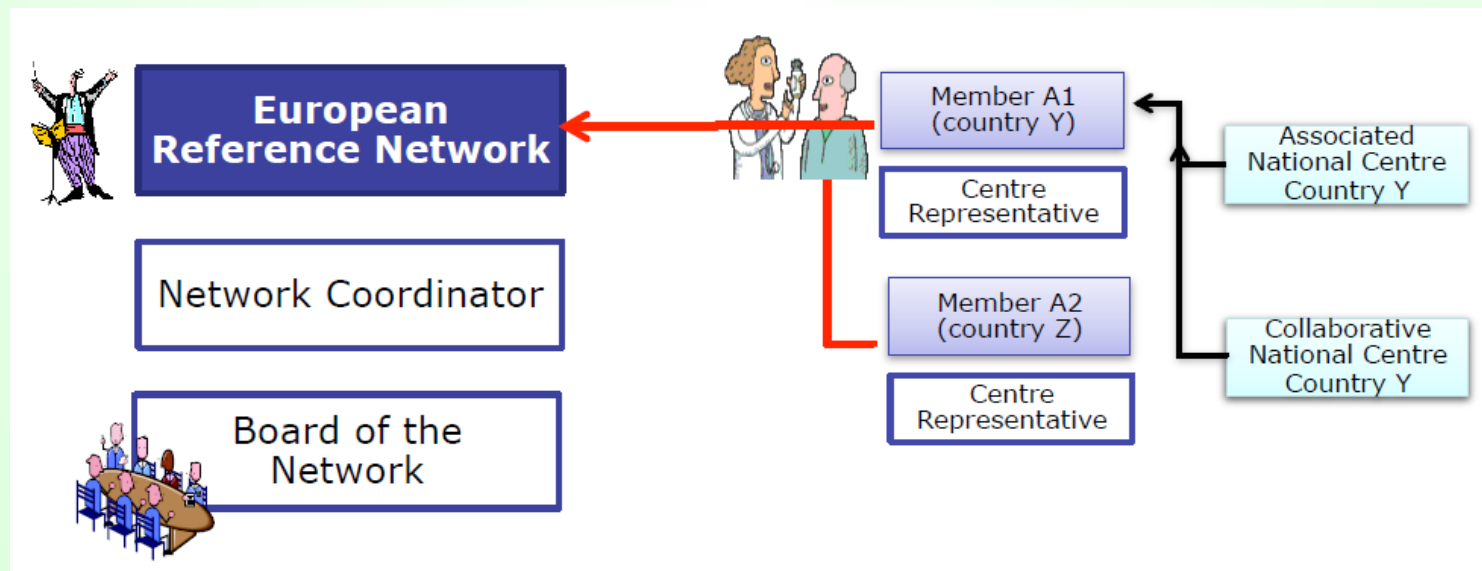 European
Reference Network
Network Coordinator
Board of the
Network
Member A1
(country Y)
Centre
Representative
Member A2
(country Z)
Centre
Representative
Associated
National Centre
Country Y
Collaborative
National Centre
Country Y